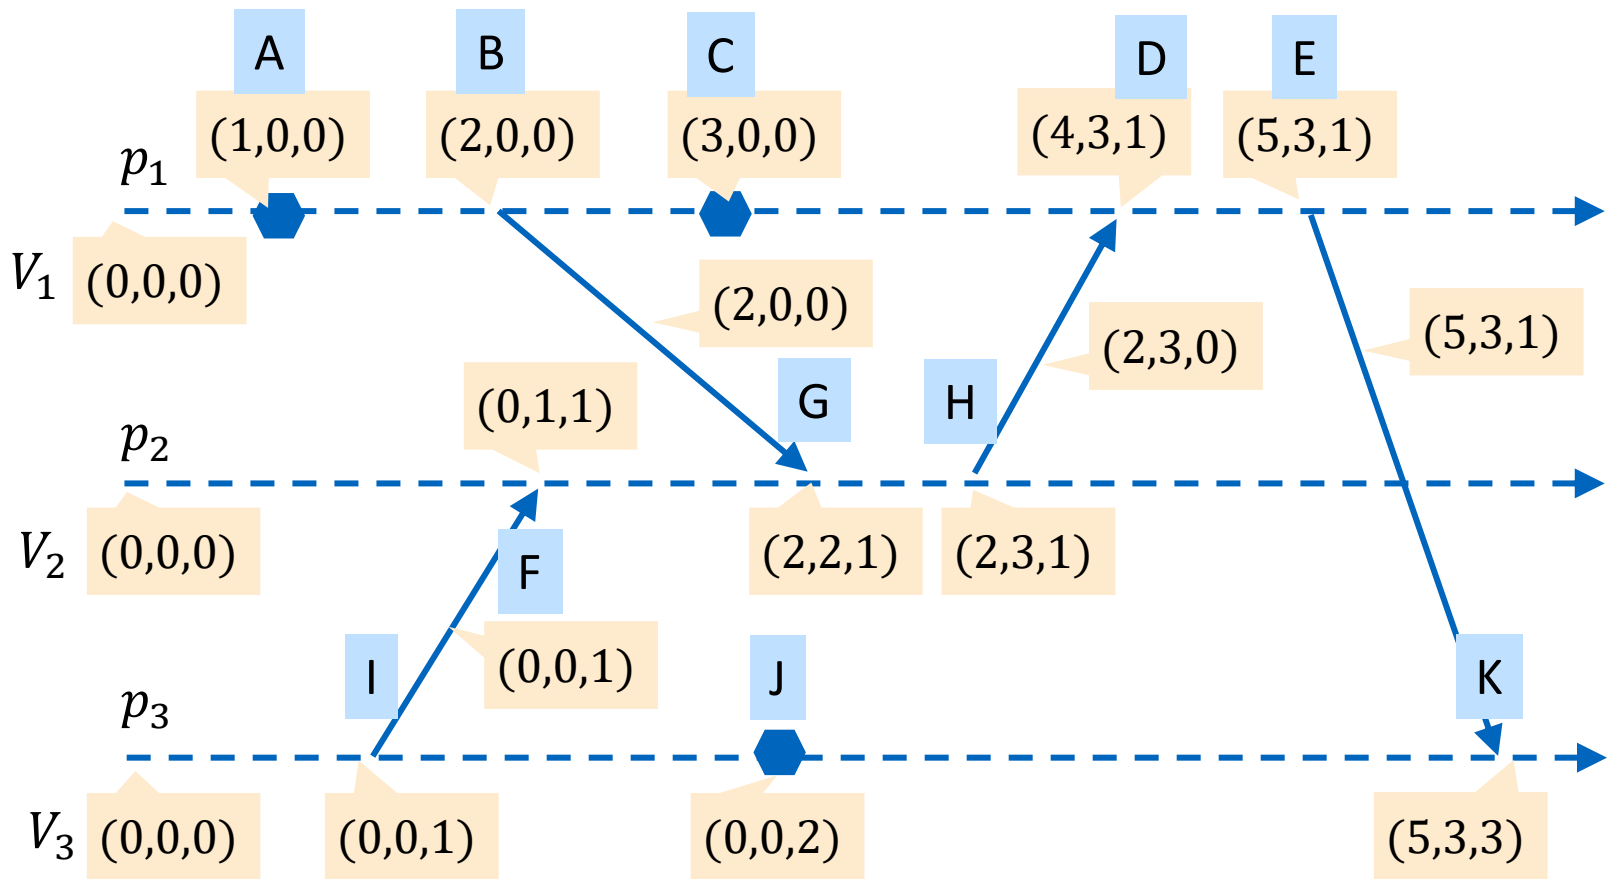 A B C D E
(1,0,0) (2,0,0) (3,0,0) (4,3,1) (5,3,1)
p₁
V₁ (0,0,0)
(2,0,0) (2,3,0) (5,3,1)
(0,1,1) G H
p₂
V₂ (0,0,0) (2,2,1) (2,3,1)
F
(0,0,1)
I J K
p₃
V₃ (0,0,0) (0,0,1) (0,0,2) (5,3,3)